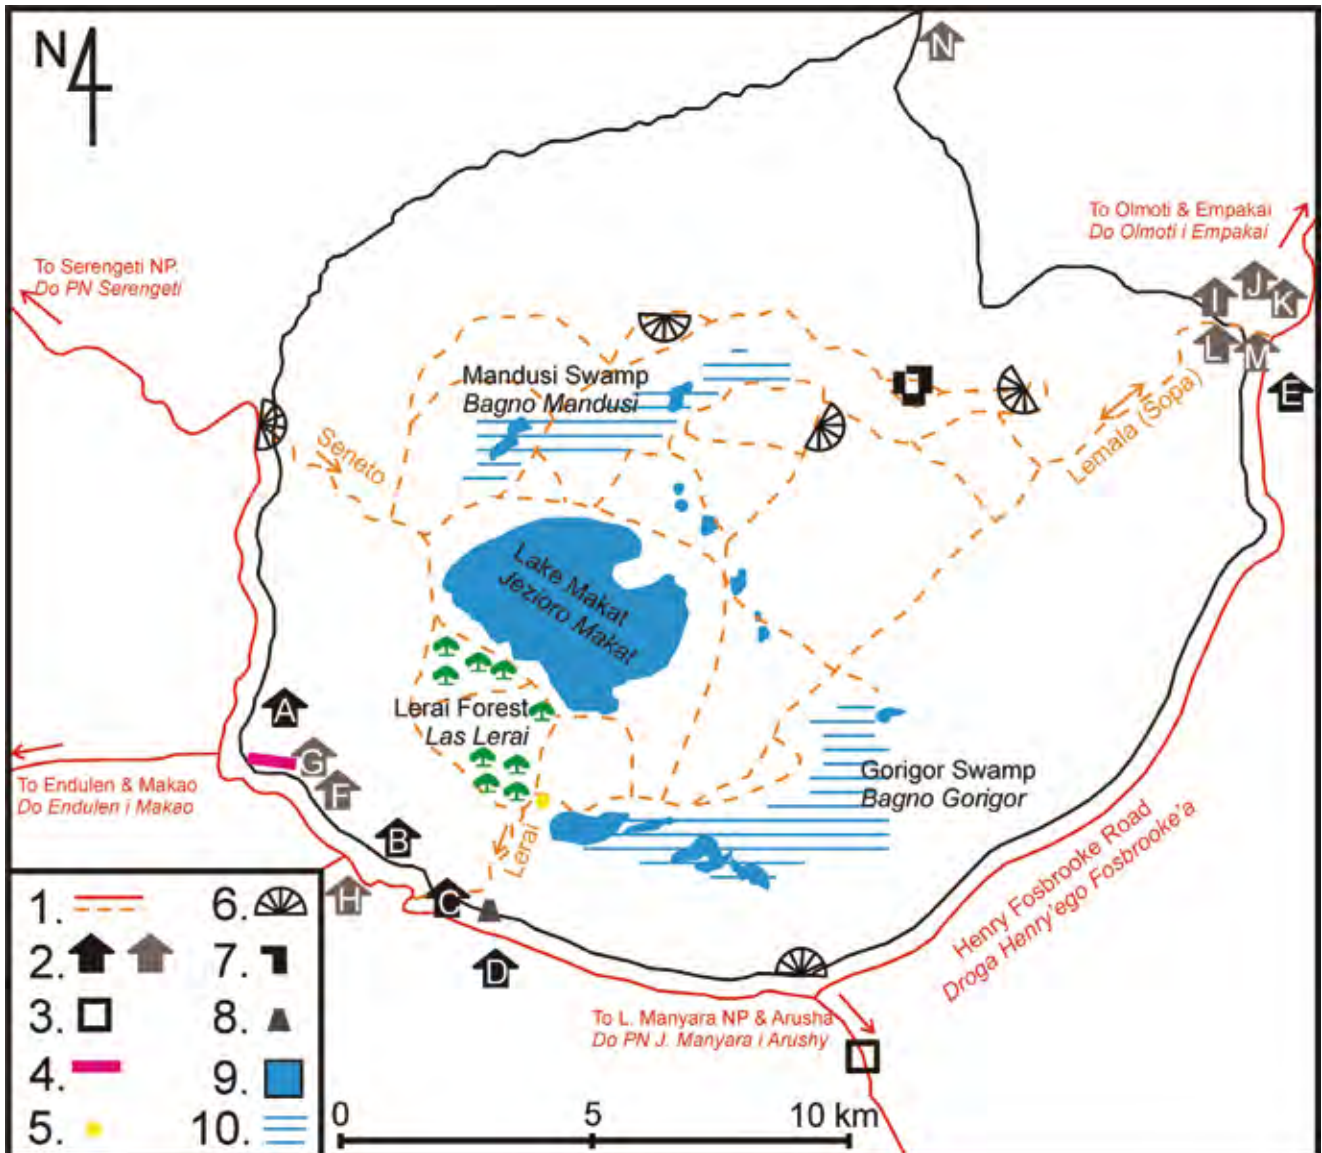 N
N
To Olmoti & Empakai
Do Olmoti i Empakai
To Serengeti NP.
Do PN Serengeti
J
I
K
L
M
E
Mandusi Swamp
Bagno Mandusi
Seneto
Lemala (Sopa)
Lake Makat
Jezioro Makat
A
Lerai Forest
Las Lerai
G
F
To Endulen & Makao
Do Endulen i Makao
Gorigor Swamp
Bagno Gorigor
B
Lerai
H
C
D
Henry Fosbrooke Road
Droga Henry'ego Fosbrooke'a
To L. Manyara NP & Arusha
Do PN J. Manyara i Arushy
1.
6.
2.
7.
3.
8.
4.
9.
5.
10.
0 5 10 km